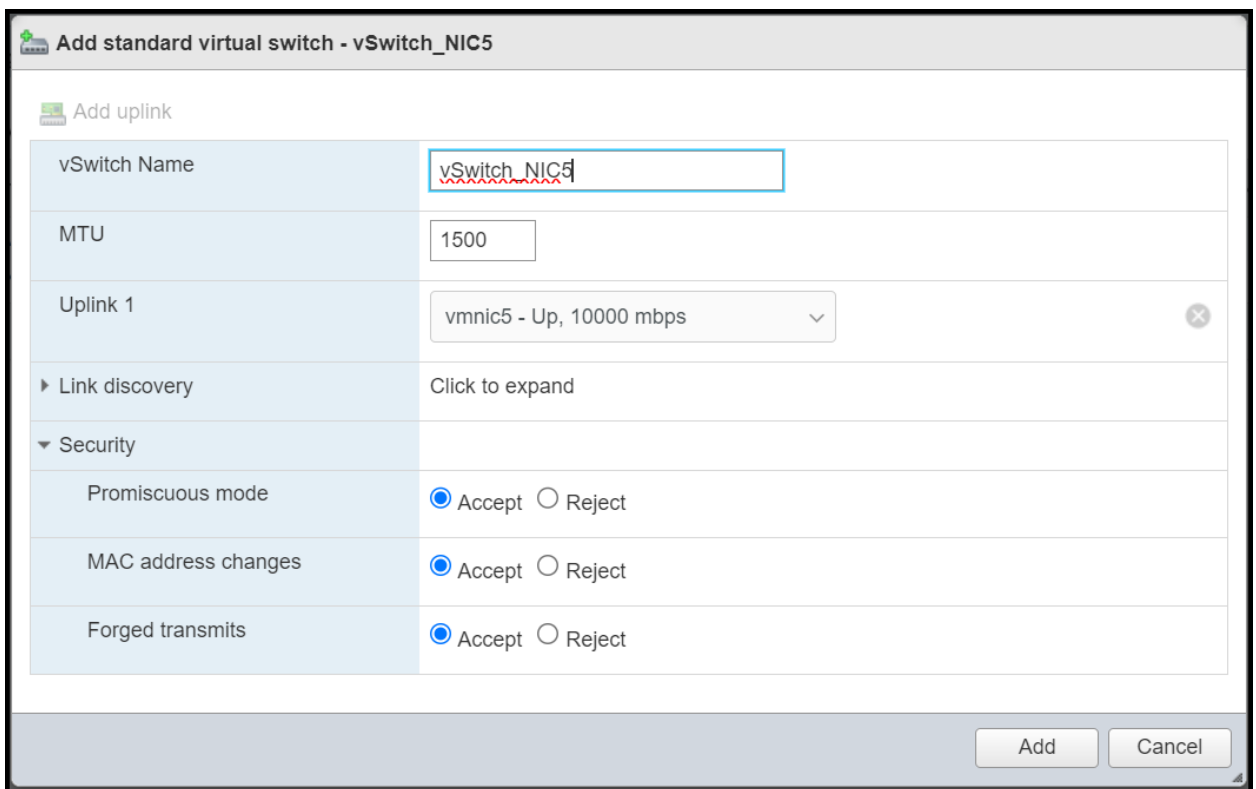 Add standard virtual switch - vSwitch_NIC5
Add uplink
vSwitch Name vSwitch_NIC5
MTU 1500
Uplink 1 vmnic5 - Up, 10000 mbps
Link discovery Click to expand
Security
Promiscuous mode Accept Reject
MAC address changes Accept Reject
Forged transmits Accept Reject
Add Cancel